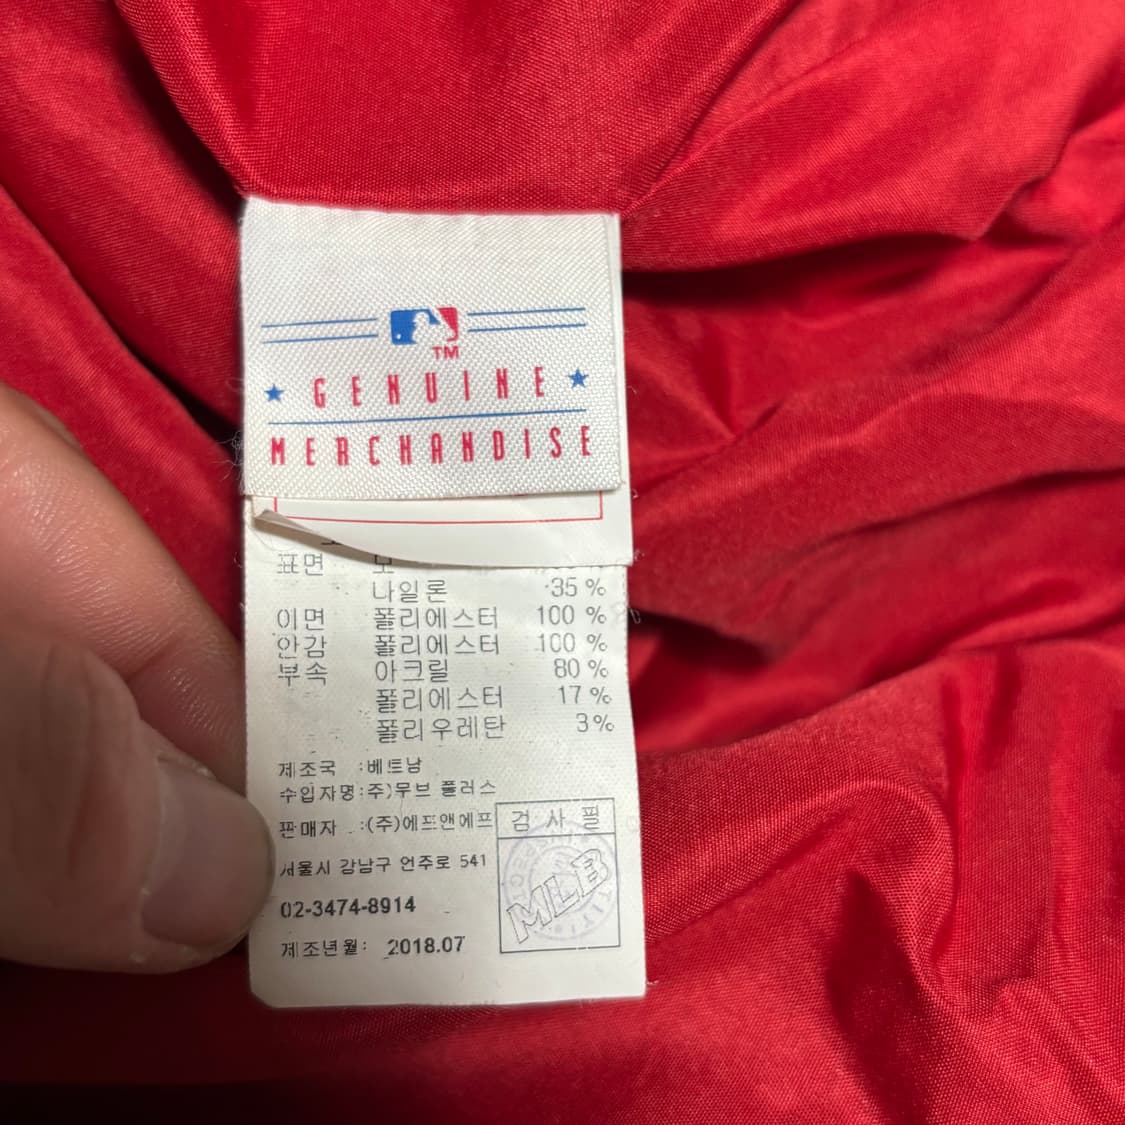 TM
GENUINE
MERCHANDISE
표면 모
나일론 35 %
이면 폴리에스터 100 %
안감 폴리에스터 100 %
부속 아크릴 80 %
폴리에스터 17 %
폴리우레탄 3 %
제조국 :베트남
수입자명:주)무브 플러스
판매자 :(주)에프앤에프
서울시 강남구 언주로 541
02-3474-8914
제조년월: 2018.07
검 사 필
MLB